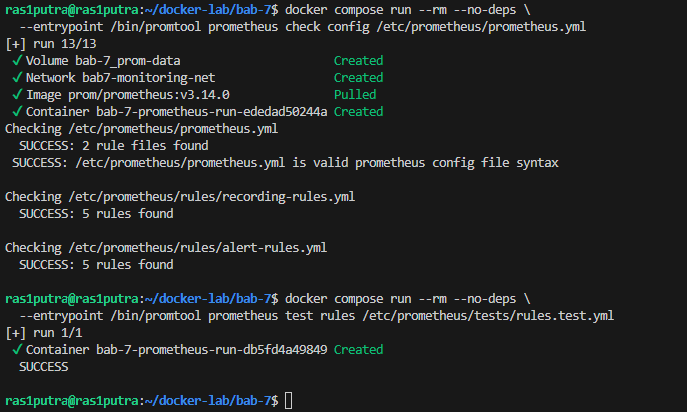 ras1putra@ras1putra:~/docker-lab/bab-7$ docker compose run --rm --no-deps \
  --entrypoint /bin/promtool prometheus check config /etc/prometheus/prometheus.yml
[+] run 13/13
 ✔ Volume bab-7_prom-data                 Created
 ✔ Network bab7-monitoring-net            Created
 ✔ Image prom/prometheus:v3.14.0          Pulled
 ✔ Container bab-7-prometheus-run-ededad50244a Created
Checking /etc/prometheus/prometheus.yml
  SUCCESS: 2 rule files found
 SUCCESS: /etc/prometheus/prometheus.yml is valid prometheus config file syntax

Checking /etc/prometheus/rules/recording-rules.yml
  SUCCESS: 5 rules found

Checking /etc/prometheus/rules/alert-rules.yml
  SUCCESS: 5 rules found

ras1putra@ras1putra:~/docker-lab/bab-7$ docker compose run --rm --no-deps \
  --entrypoint /bin/promtool prometheus test rules /etc/prometheus/tests/rules.test.yml
[+] run 1/1
 ✔ Container bab-7-prometheus-run-db5fd4a49849 Created
  SUCCESS

ras1putra@ras1putra:~/docker-lab/bab-7$